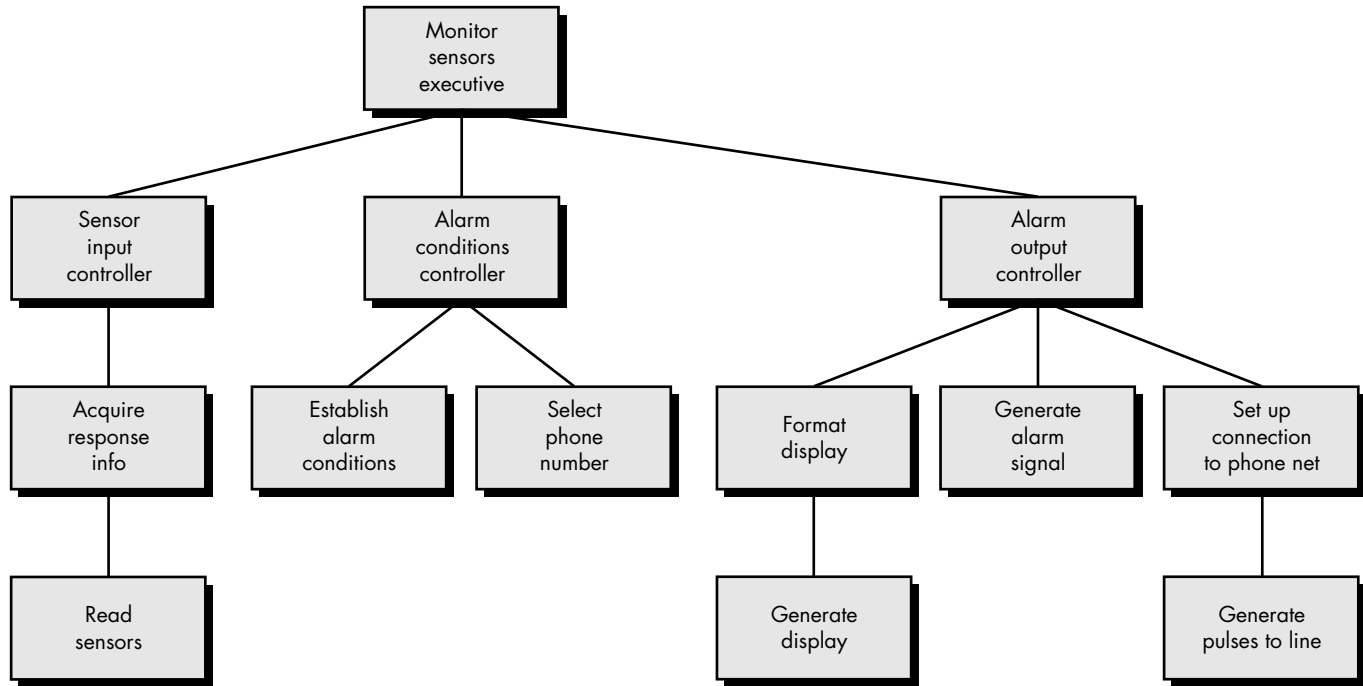 Monitor
sensors
executive
Sensor
input
controller
Alarm
conditions
controller
Alarm
output
controller
Acquire
response
info
Establish
alarm
conditions
Select
phone
number
Format
display
Generate
alarm
signal
Set up
connection
to phone net
Read
sensors
Generate
display
Generate
pulses to line